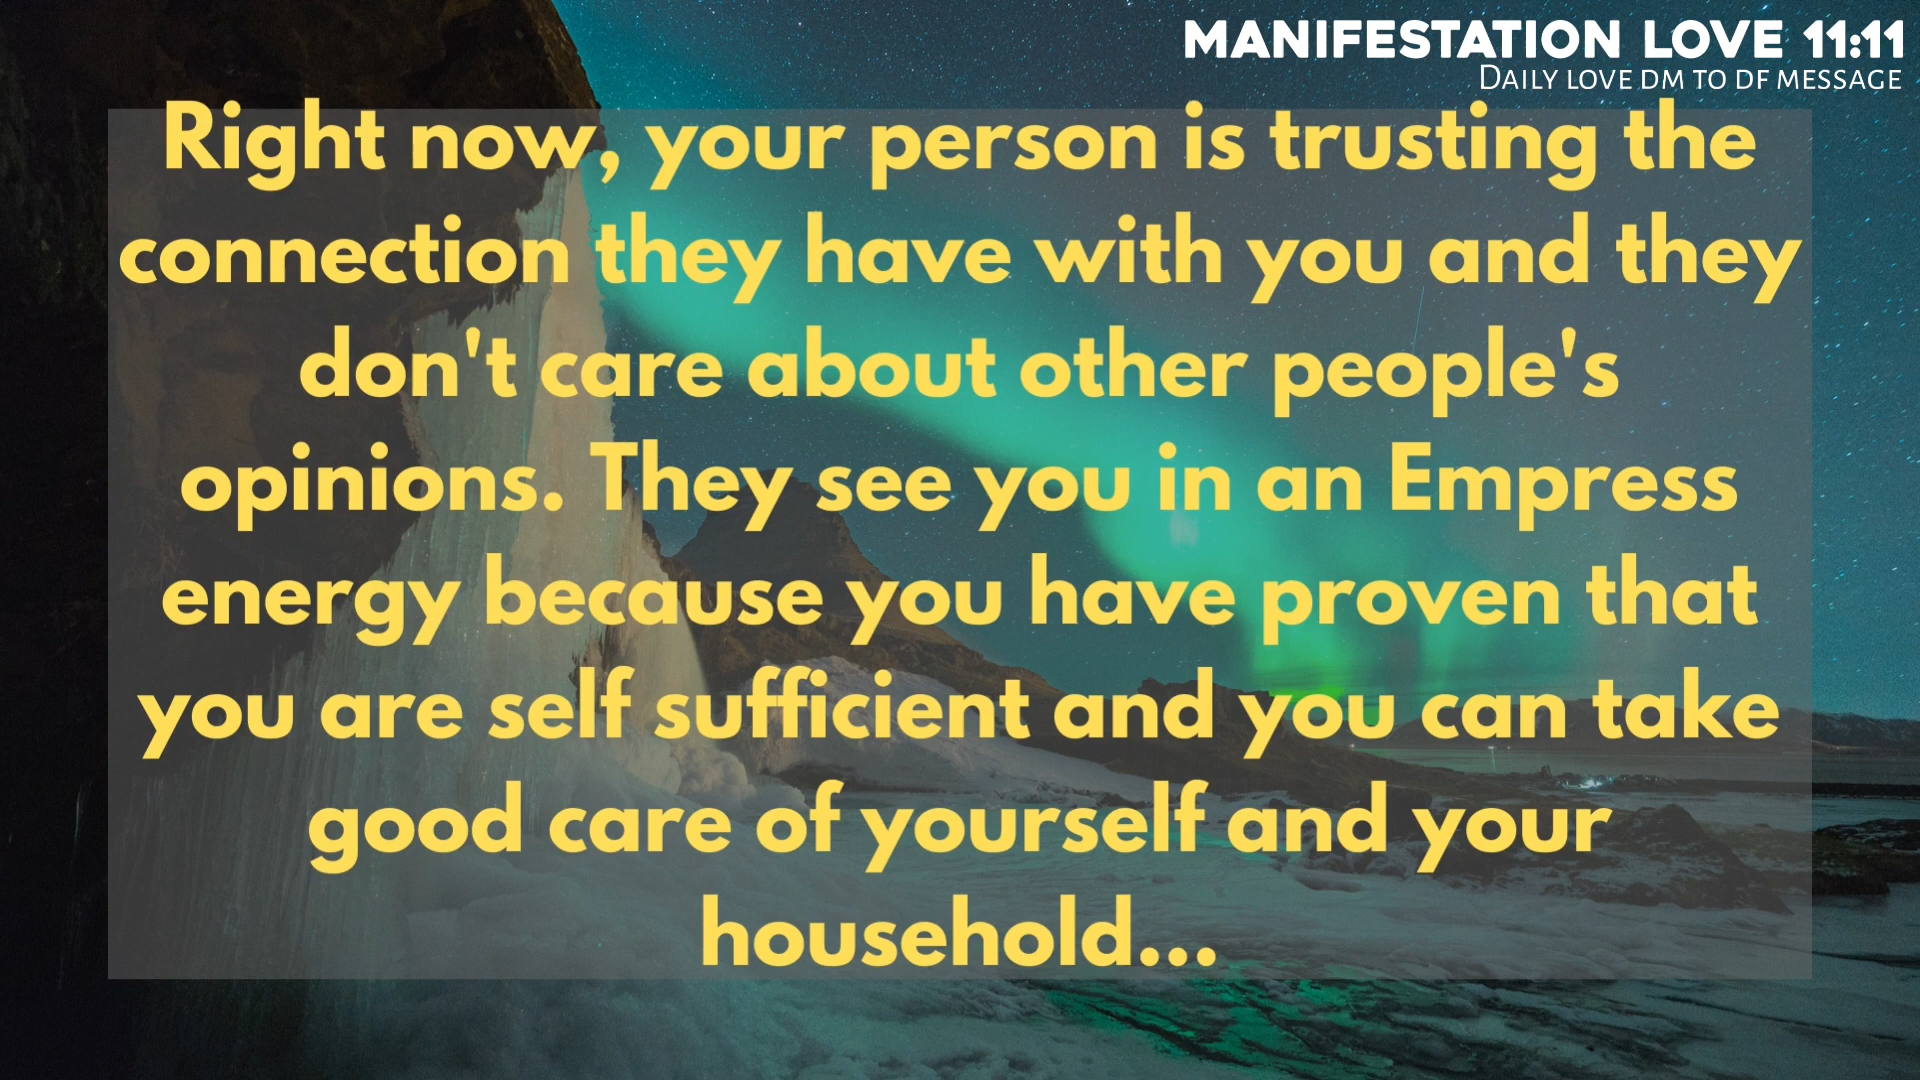 MANIFESTATION LOVE 11:11
DAILY LOVE DM TO DF MESSAGE
Right now, your person is trusting the
connection they have with you and they
don't care about other people's
opinions. They see you in an Empress
energy because you have proven that
you are self sufficient and you can take
good care of yourself and your
household...